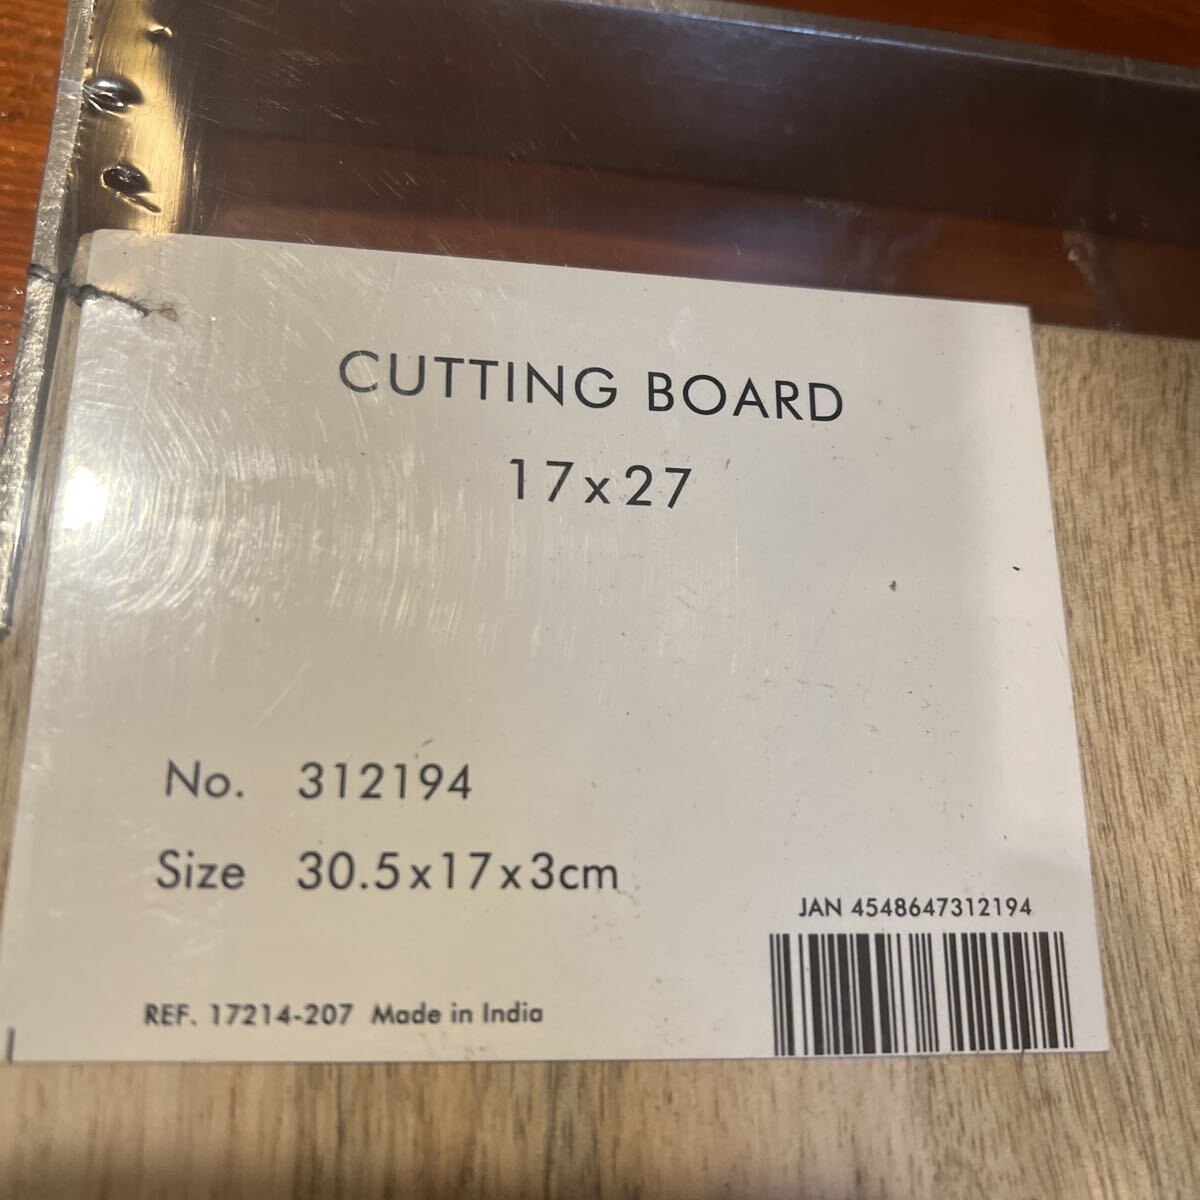 CUTTING BOARD
17x27
No. 312194
Size 30.5x17x3cm
JAN 4548647312194
REF. 17214-207 Made in India